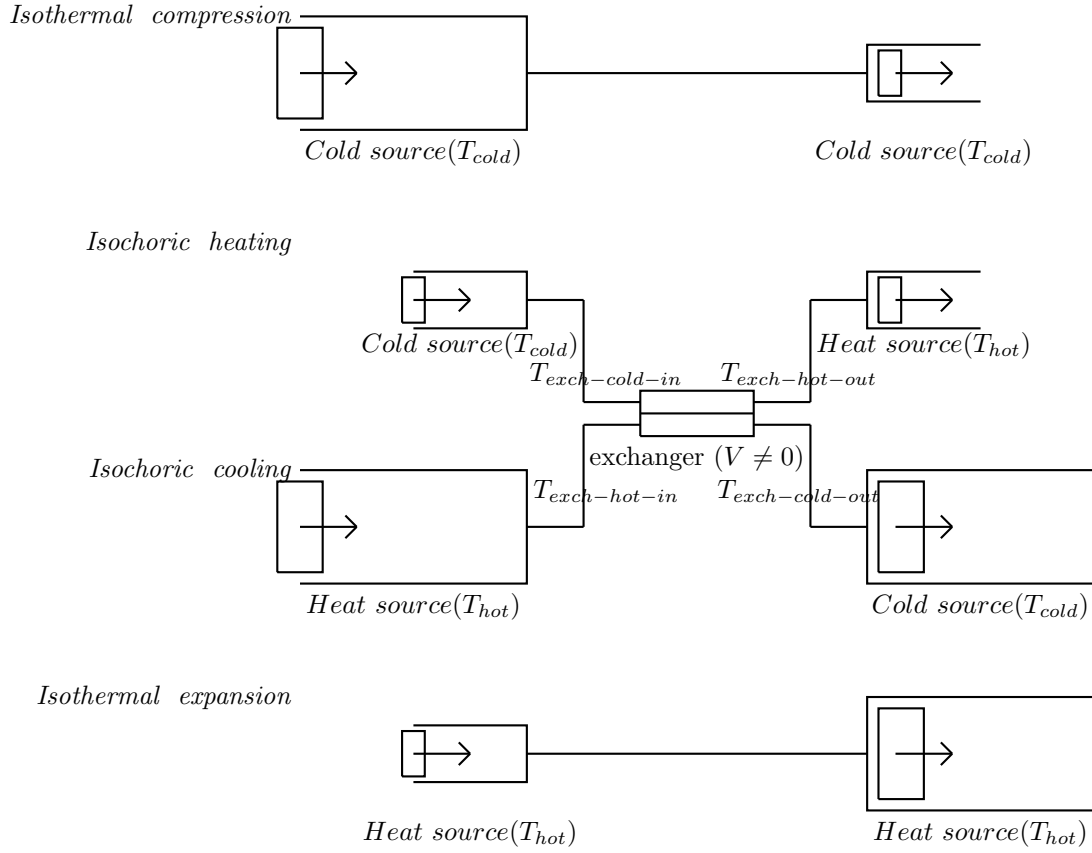 Isothermal compression
Cold source(T_cold) Cold source(T_cold)
Isochoric heating
Cold source(T_cold) Heat source(T_hot)
T_exch−cold−in T_exch−hot−out
exchanger (V ≠ 0)
Isochoric cooling
T_exch−hot−in T_exch−cold−out
Heat source(T_hot) Cold source(T_cold)
Isothermal expansion
Heat source(T_hot) Heat source(T_hot)